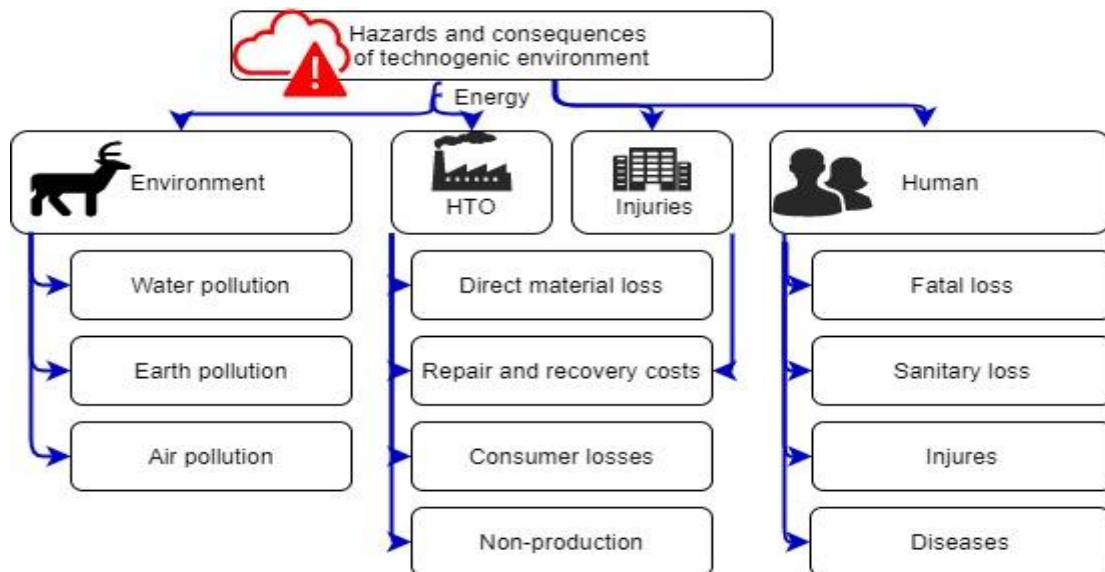 Hazards and consequences
of technogenic environment
Energy
Environment
HTO
Injuries
Human
Water pollution
Direct material loss
Fatal loss
Earth pollution
Repair and recovery costs
Sanitary loss
Air pollution
Consumer losses
Injures
Non-production
Diseases